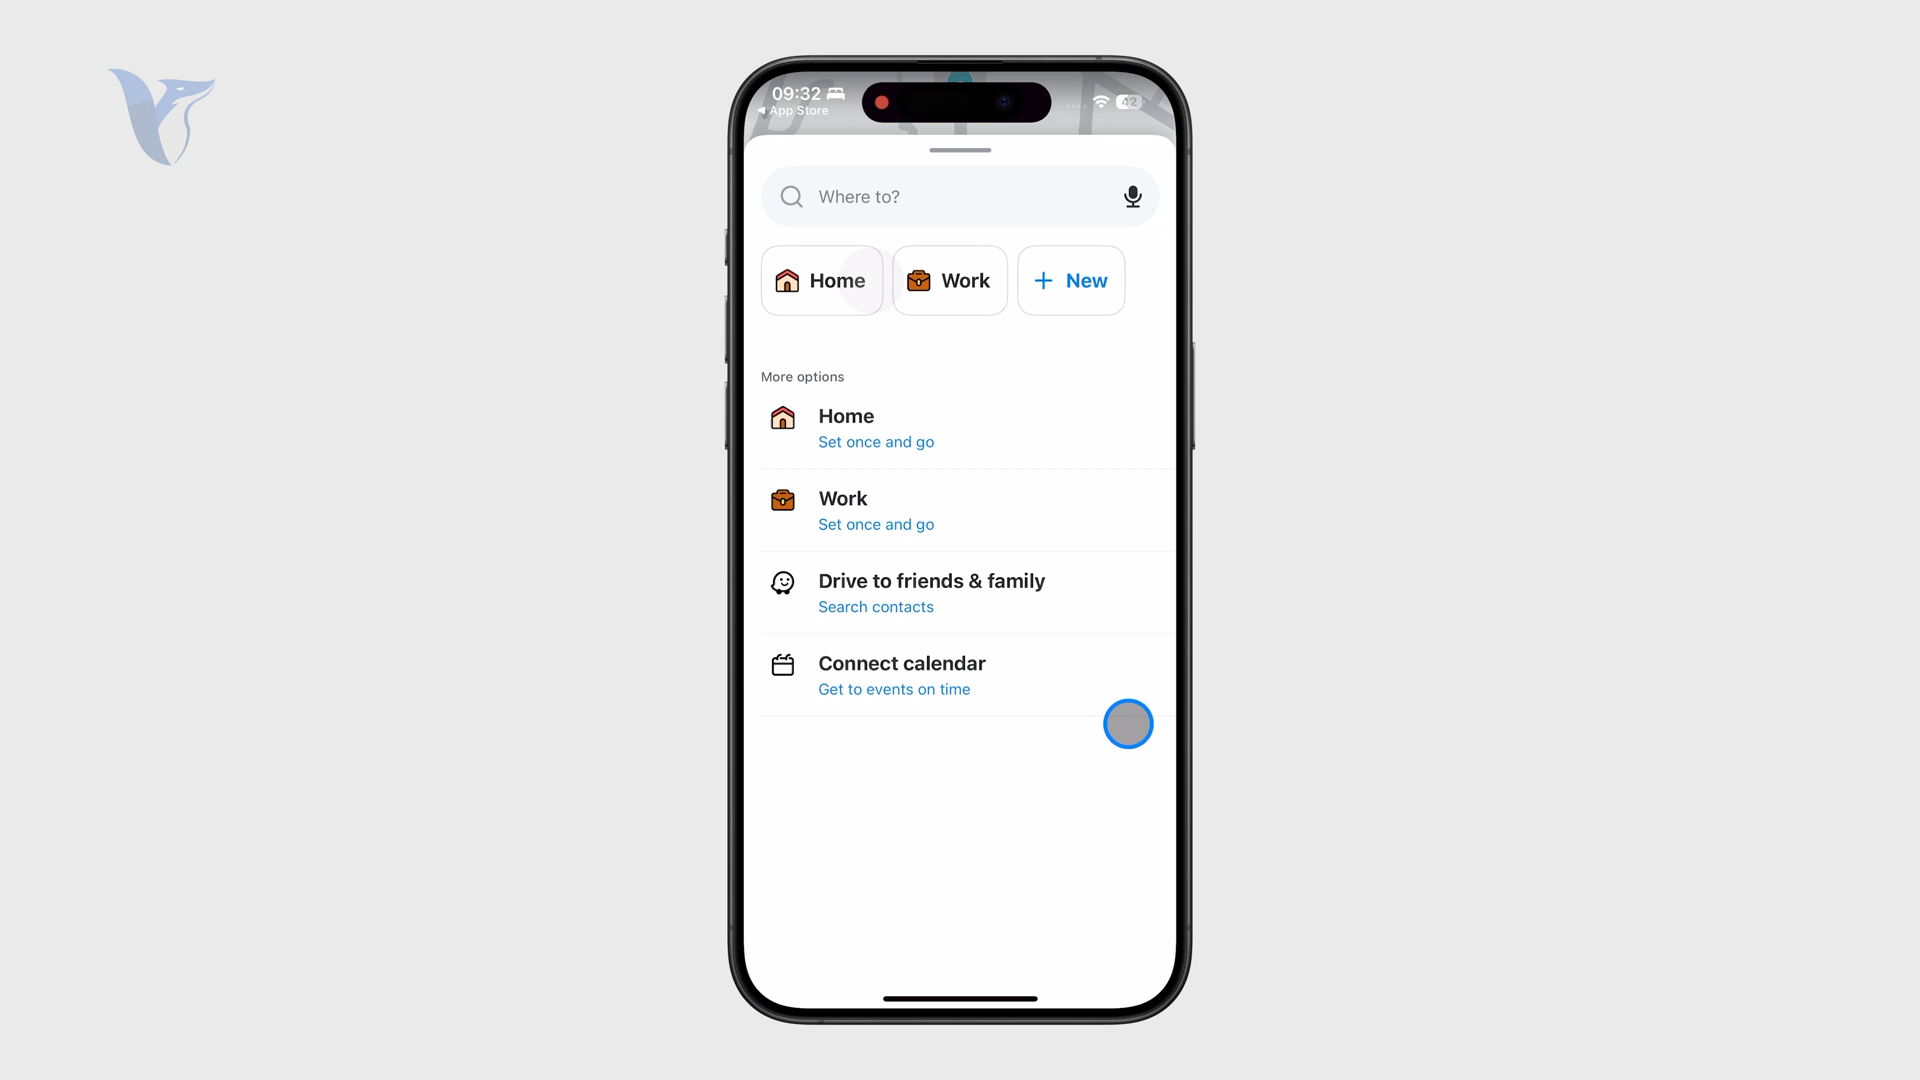 09:32
◀ App Store
42
Where to?
Home
Work
+ New
More options
Home
Set once and go
Work
Set once and go
Drive to friends & family
Search contacts
Connect calendar
Get to events on time